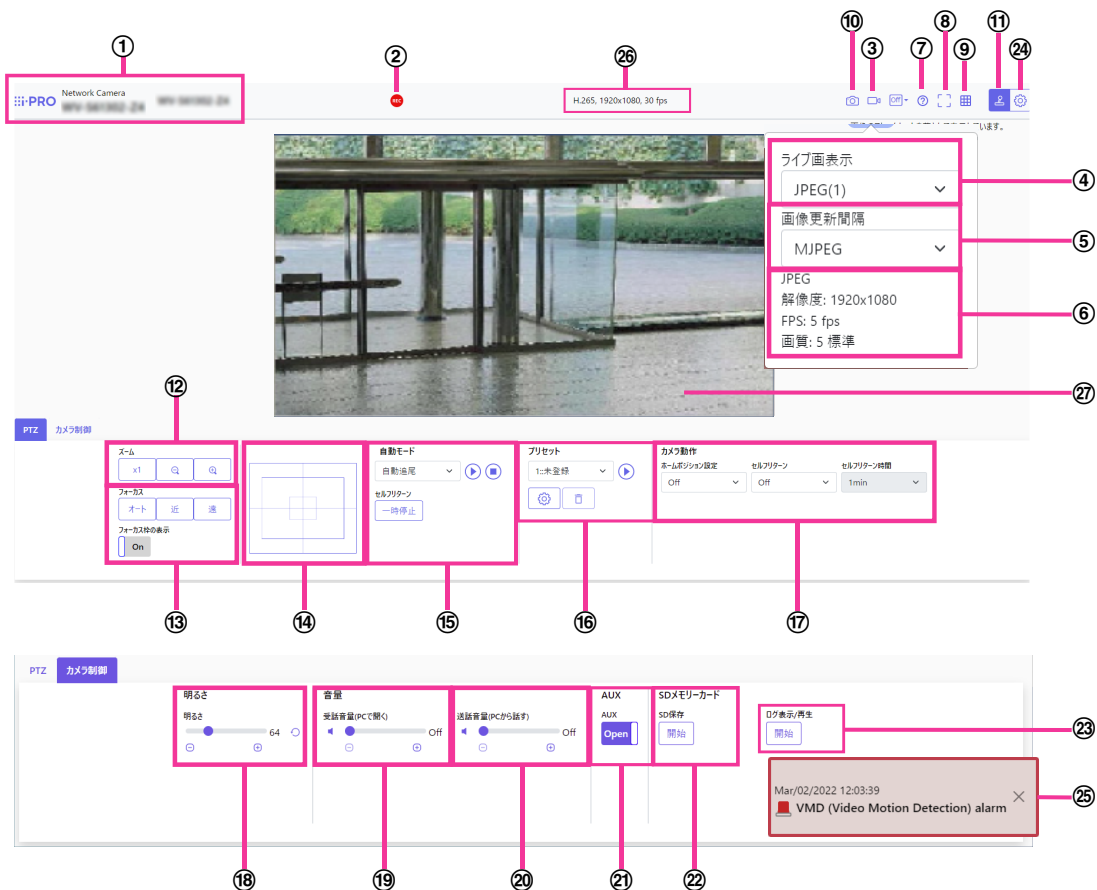 ⑩ ③ ⑦ ⑧ ⑨ ⑪ ㉔
① ② ㉖
i-PRO Network Camera
REC
H.265, 1920x1080, 30 fps
Off
います。
ライブ画表示
JPEG(1)
④
画像更新間隔
MJPEG
⑤
JPEG
解像度: 1920x1080
FPS: 5 fps
画質: 5 標準
⑥
㉗
⑫
PTZ カメラ制御
ズーム
x1
フォーカス
オート 近 遠
フォーカス枠の表示
On
自動モード
自動追尾
セルフリターン
一時停止
プリセット
1::未登録
カメラ動作
ホームポジション設定 セルフリターン セルフリターン時間
Off Off 1min
⑬ ⑭ ⑮ ⑯ ⑰
PTZ カメラ制御
明るさ
明るさ
64
音量
受話音量(PCで聞く)
Off
送話音量(PCから話す)
Off
AUX
AUX
Open
SDメモリーカード
SD保存
開始
ログ表示/再生
開始
㉓
Mar/02/2022 12:03:39
VMD (Video Motion Detection) alarm
㉕
⑱ ⑲ ⑳ ㉑ ㉒